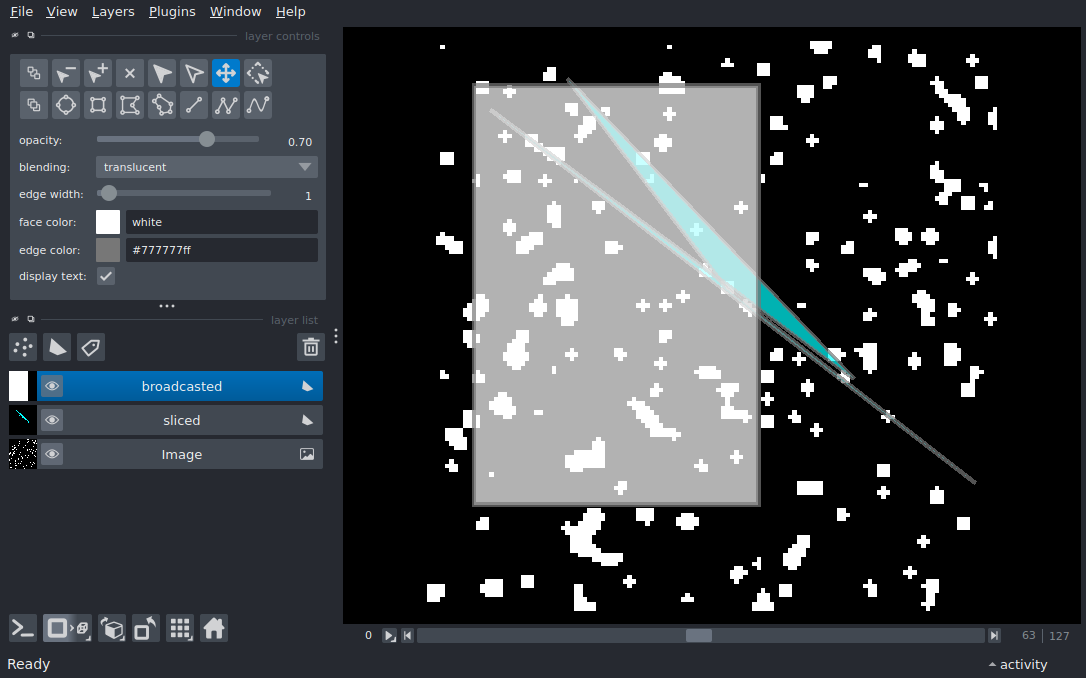 File View Layers Plugins Window Help
layer controls
opacity: 0.70
blending: translucent
edge width: 1
face color: white
edge color: #777777ff
display text:
layer list
broadcasted
sliced
Image
0 63 127
Ready activity